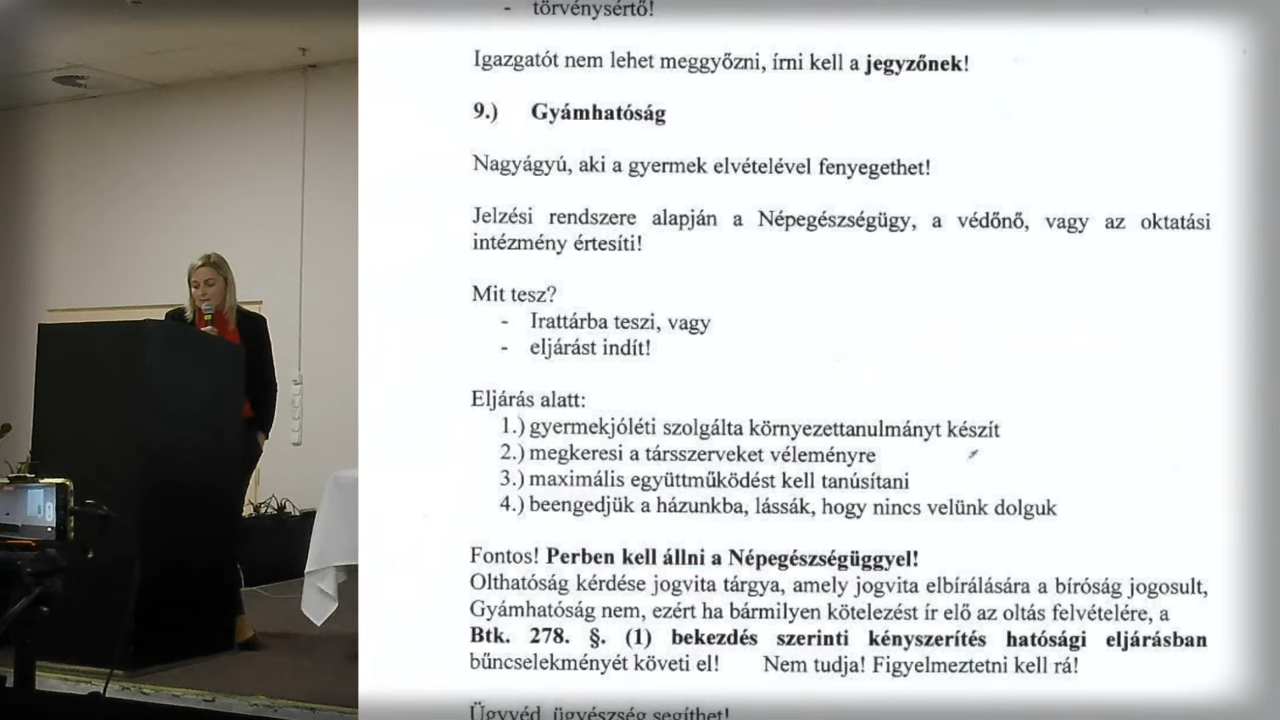 - törvénysértő!
Igazgatót nem lehet meggyőzni, írni kell a jegyzőnek!
9.) Gyámhatóság
Nagyágyú, aki a gyermek elvételével fenyegethet!
Jelzési rendszere alapján a Népegészségügy, a védőnő, vagy az oktatási
intézmény értesíti!
Mit tesz?
- Irattárba teszi, vagy
- eljárást indít!
Eljárás alatt:
1.) gyermekjóléti szolgálta környezettanulmányt készít
2.) megkeresi a társszerveket véleményre
3.) maximális együttműködést kell tanúsítani
4.) beengedjük a házunkba, lássák, hogy nincs velünk dolguk
Fontos! Perben kell állni a Népegészségüggyel!
Olthatóság kérdése jogvita tárgya, amely jogvita elbírálására a bíróság jogosult,
Gyámhatóság nem, ezért ha bármilyen kötelezést ír elő az oltás felvételére, a
Btk. 278. §. (1) bekezdés szerinti kényszerítés hatósági eljárásban
bűncselekményét követi el! Nem tudja! Figyelmeztetni kell rá!
Ügyvéd, ügyészség segíthet!